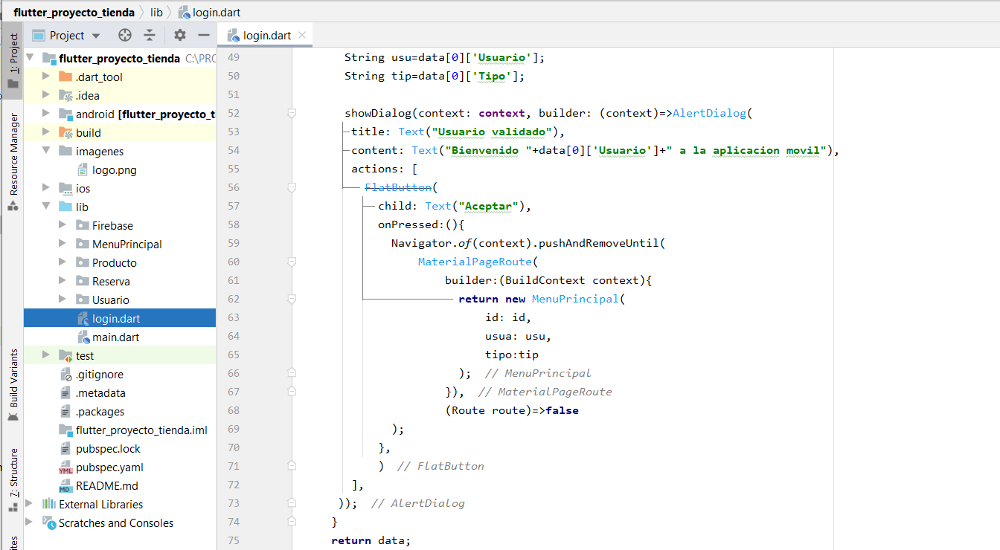 flutter_proyecto_tienda
lib
login.dart
Project
login.dart
1: Project
Resource Manager
Build Variants
7: Structure
flutter_proyecto_tienda C:\PRO
.dart_tool
.idea
android [flutter_proyecto_t
build
imagenes
logo.png
ios
lib
Firebase
MenuPrincipal
Producto
Reserva
Usuario
login.dart
main.dart
test
.gitignore
.metadata
.packages
flutter_proyecto_tienda.iml
pubspec.lock
pubspec.yaml
README.md
External Libraries
Scratches and Consoles
49 String usu=data[0]['Usuario'];
50 String tip=data[0]['Tipo'];
51
52 showDialog(context: context, builder: (context)=>AlertDialog(
53 title: Text("Usuario validado"),
54 content: Text("Bienvenido "+data[0]['Usuario']+" a la aplicacion movil"),
55 actions: [
56 FlatButton(
57 child: Text("Aceptar"),
58 onPressed:(){
59 Navigator.of(context).pushAndRemoveUntil(
60 MaterialPageRoute(
61 builder:(BuildContext context){
62 return new MenuPrincipal(
63 id: id,
64 usua: usu,
65 tipo:tip
66 ); // MenuPrincipal
67 }), // MaterialPageRoute
68 (Route route)=>false
69 );
70 },
71 ) // FlatButton
72 ],
73 )); // AlertDialog
74 }
75 return data;